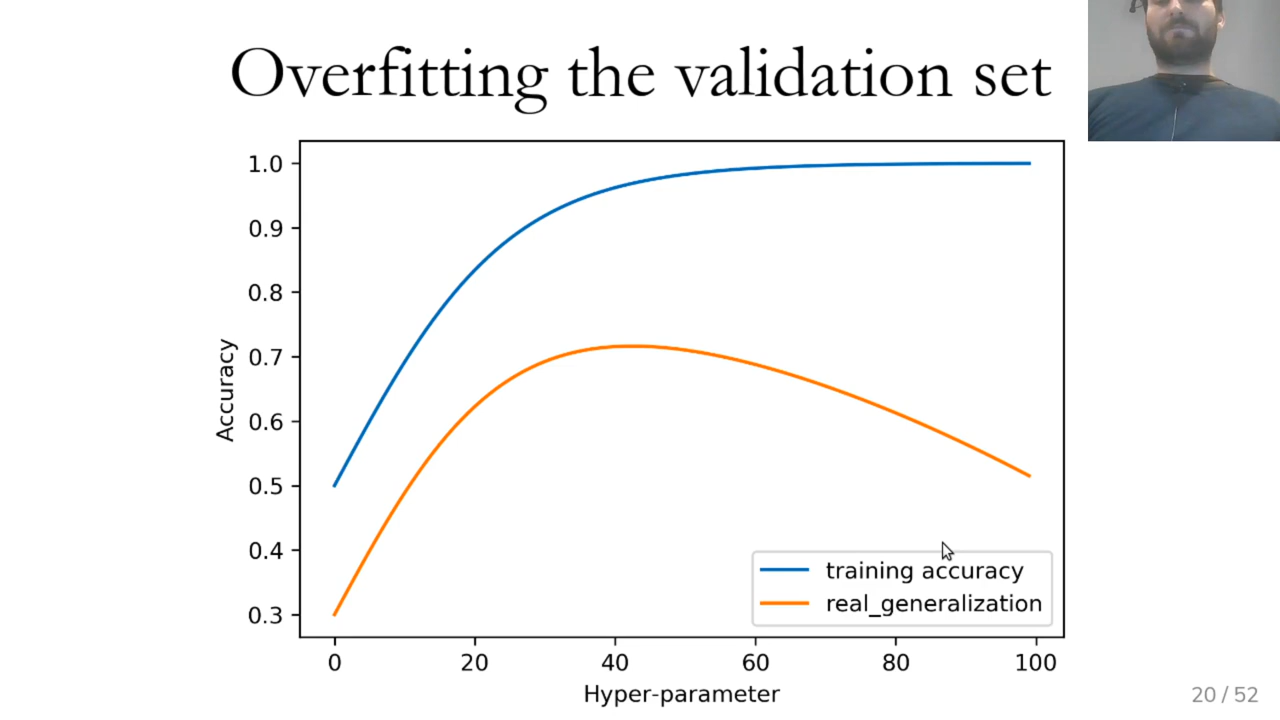 Overfitting the validation set
1.0
0.9
0.8
0.7
0.6
0.5
0.4
0.3
Accuracy
training accuracy
real_generalization
0 20 40 60 80 100
Hyper-parameter
20 / 52